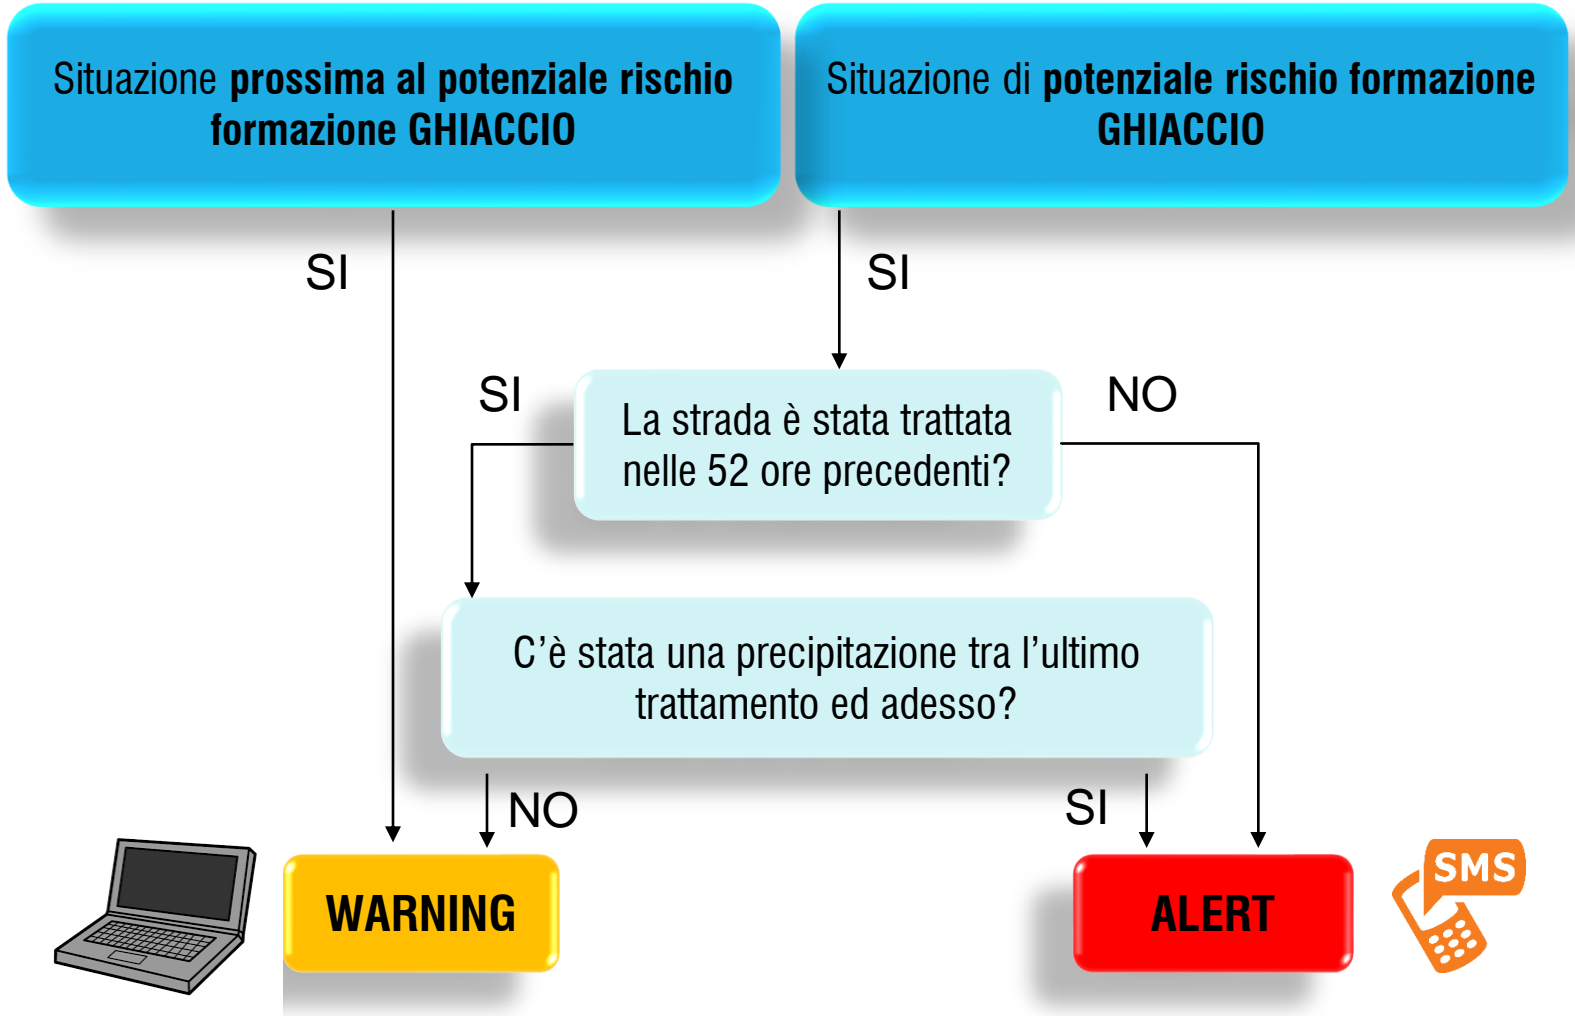 Situazione prossima al potenziale rischio
formazione GHIACCIO
Situazione di potenziale rischio formazione
GHIACCIO
SI
SI
SI
NO
La strada è stata trattata
nelle 52 ore precedenti?
C’è stata una precipitazione tra l’ultimo
trattamento ed adesso?
NO
SI
WARNING
ALERT
SMS